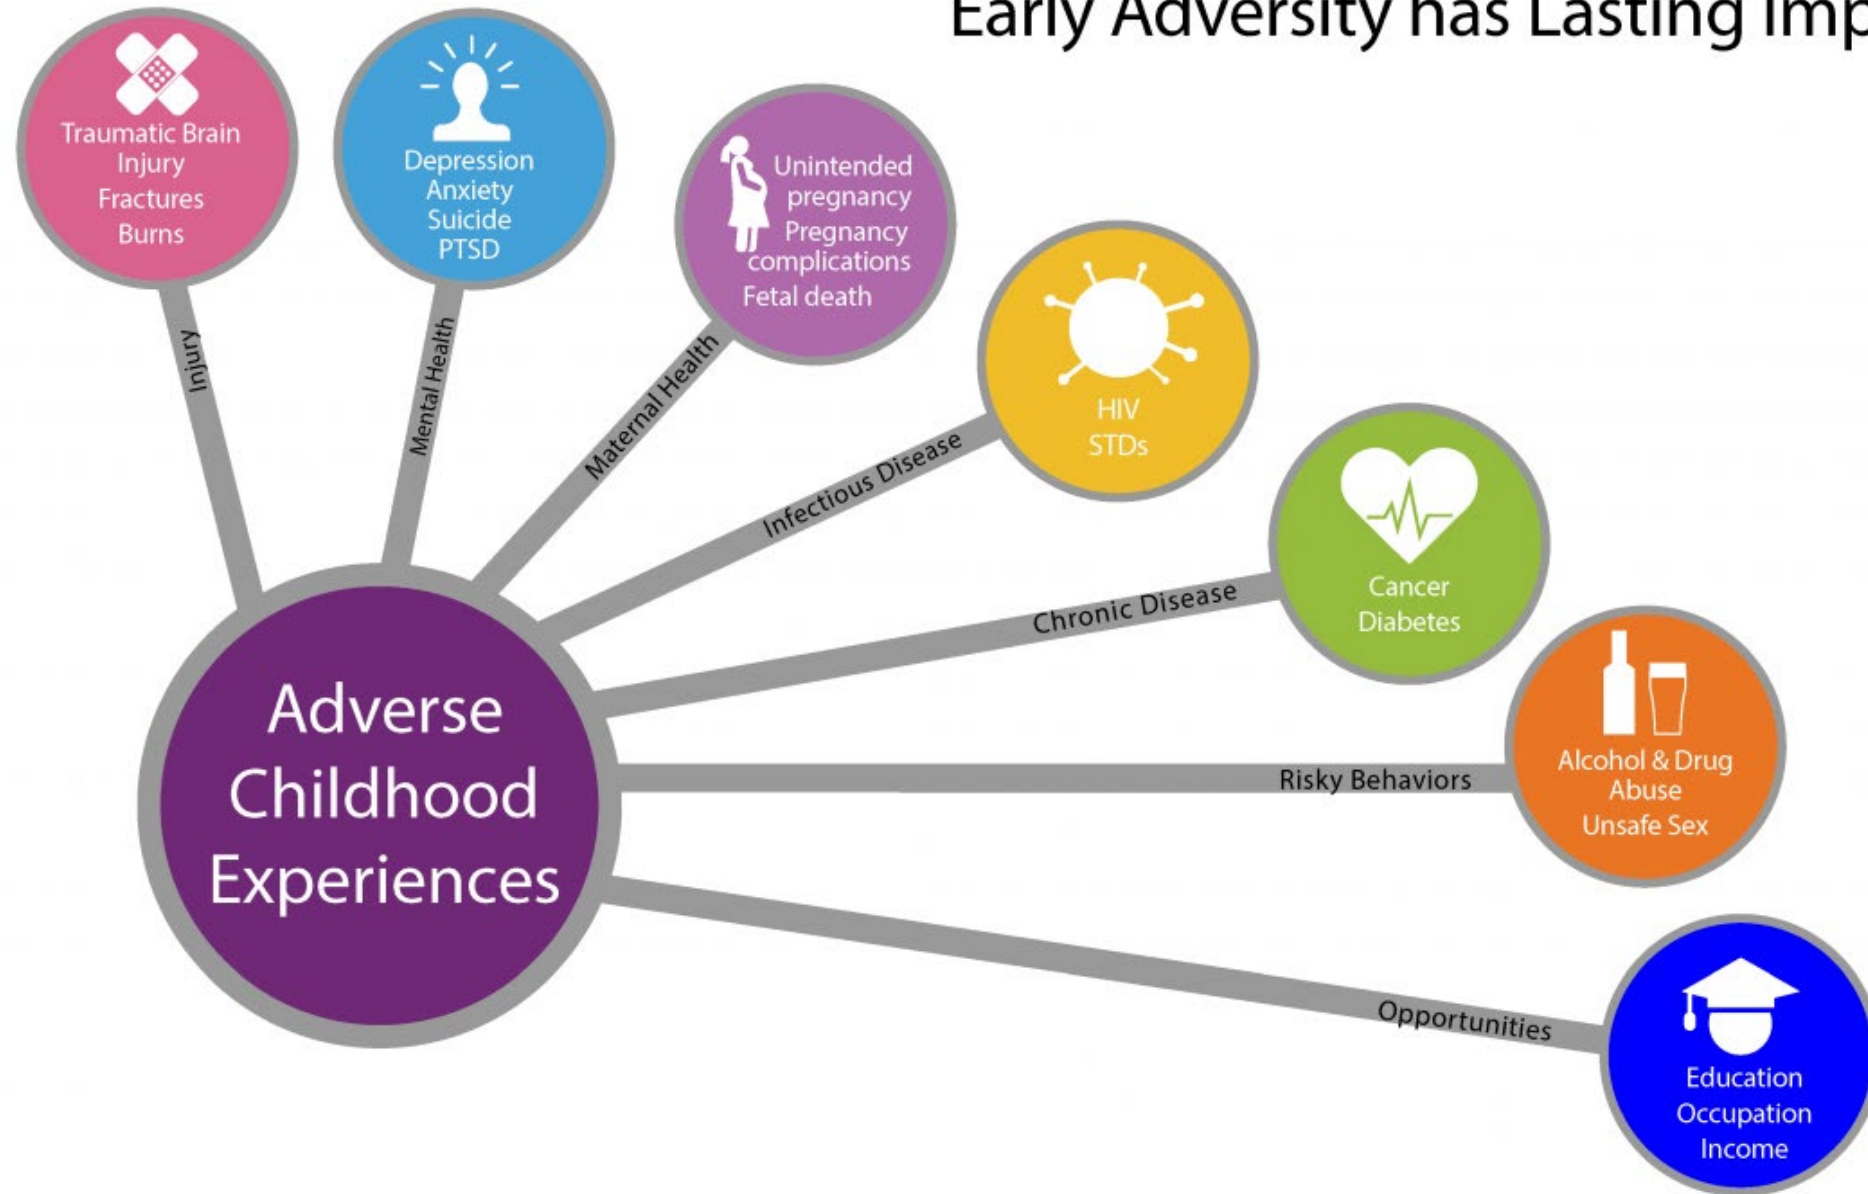 Early Adversity has Lasting Imp
Traumatic Brain
Injury
Fractures
Burns
Depression
Anxiety
Suicide
PTSD
Unintended
pregnancy
Pregnancy
complications
Fetal death
HIV
STDs
Cancer
Diabetes
Alcohol & Drug
Abuse
Unsafe Sex
Education
Occupation
Income
Injury
Mental Health
Maternal Health
Infectious Disease
Chronic Disease
Risky Behaviors
Opportunities
Adverse
Childhood
Experiences